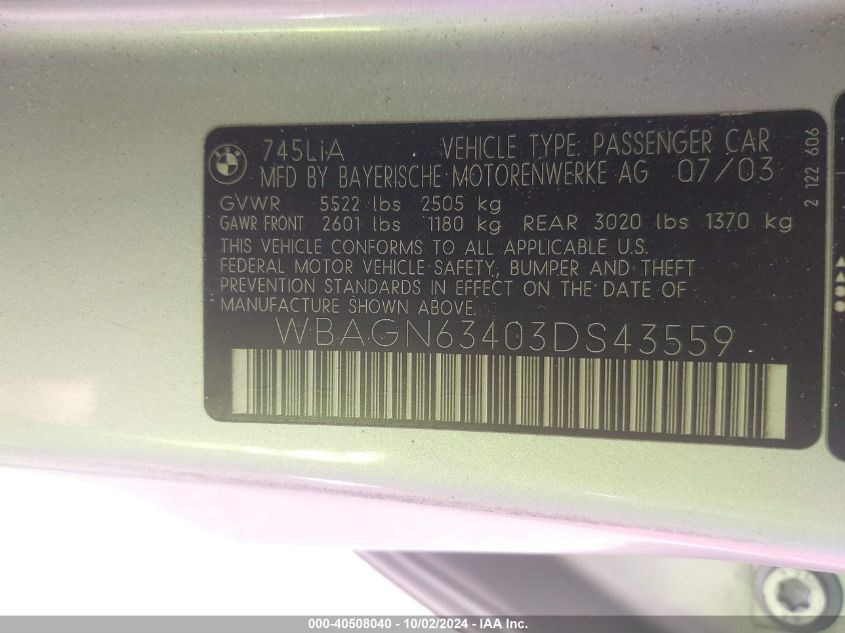 745LiA VEHICLE TYPE: PASSENGER CAR
MFD BY BAYERISCHE MOTORENWERKE AG 07/03
GVWR 5522 lbs 2505 kg
GAWR FRONT 2601 lbs 1180 kg REAR 3020 lbs 1370 kg
THIS VEHICLE CONFORMS TO ALL APPLICABLE U.S.
FEDERAL MOTOR VEHICLE SAFETY, BUMPER AND THEFT
PREVENTION STANDARDS IN EFFECT ON THE DATE OF
MANUFACTURE SHOWN ABOVE.
WBAGN63403DS43559
2 122 606
000-40508040 - 10/02/2024 - IAA Inc.